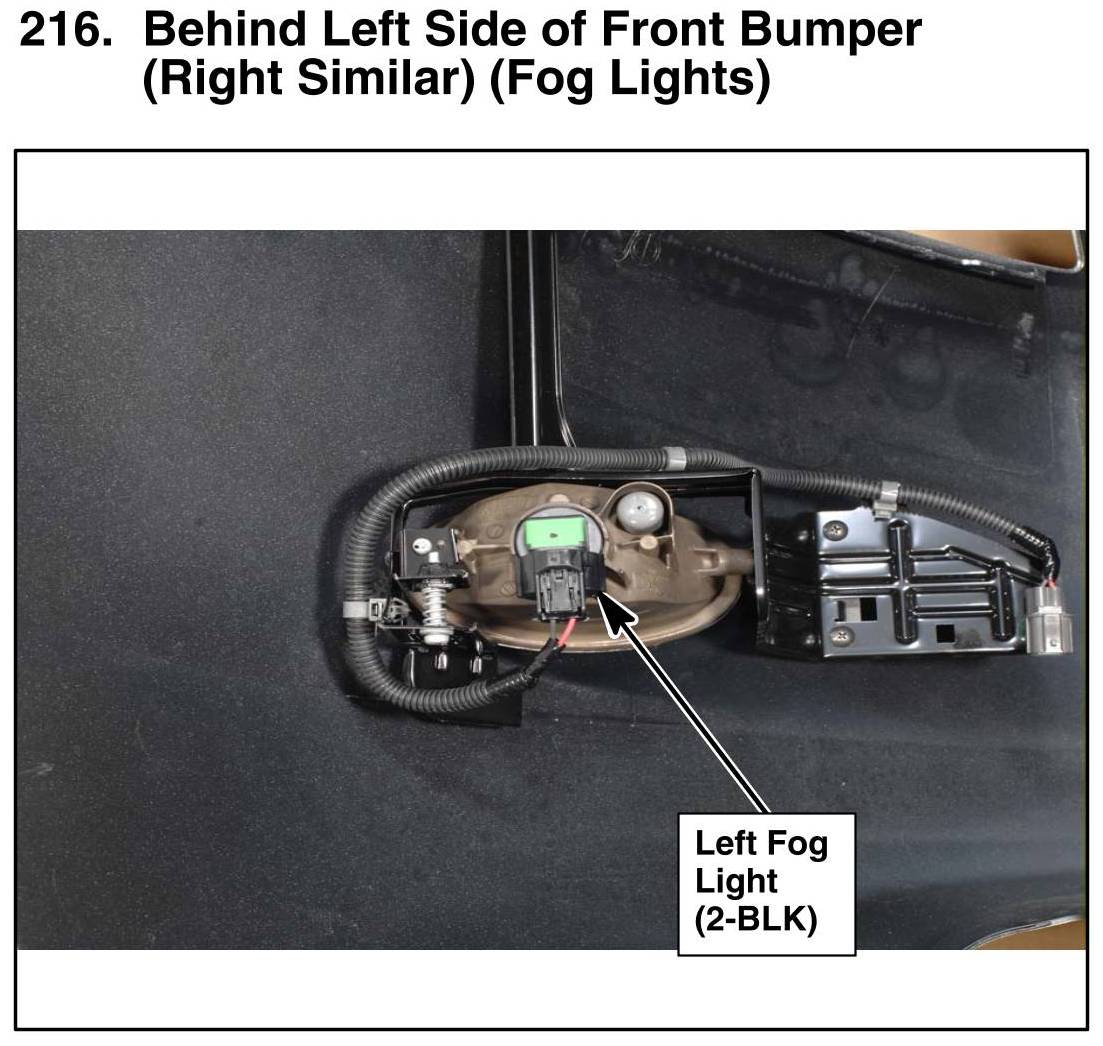 216. Behind Left Side of Front Bumper
(Right Similar) (Fog Lights)
Left Fog
Light
(2-BLK)